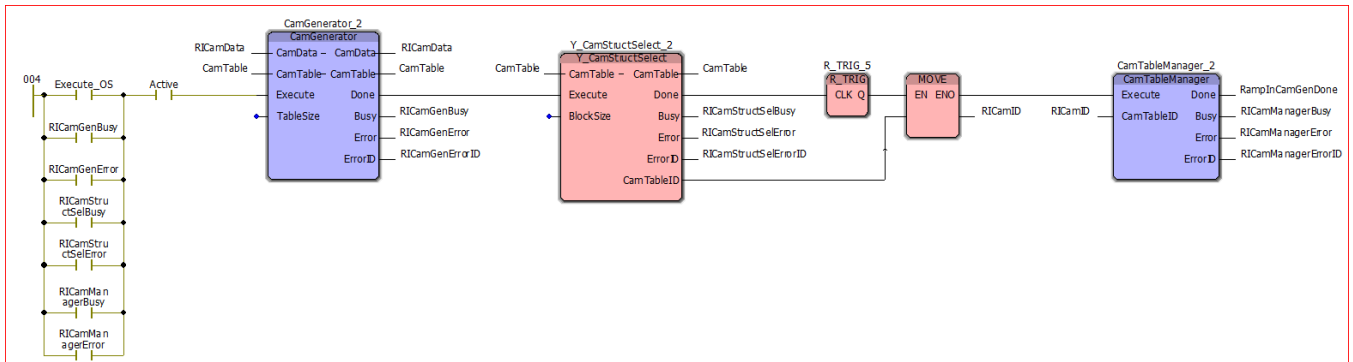 004
Execute_OS
Active
RICamGenBusy
RICamGenError
RICamStru
ctSelBusy
RICamStru
ctSelError
RICamMan
agerBusy
RICamMan
agerError
CamGenerator_2
CamGenerator
RICamData
CamData
CamData
RICamData
CamTable
CamTable
CamTable
CamTable
Execute
Done
TableSize
Busy
RICamGenBusy
Error
RICamGenError
ErrorID
RICamGenErrorID
Y_CamStructSelect_2
Y_CamStructSelect
CamTable
CamTable
CamTable
CamTable
Execute
Done
BlockSize
Busy
RICamStructSelBusy
Error
RICamStructSelError
ErrorID
RICamStructSelErrorID
CamTableID
R_TRIG_5
R_TRIG
CLK Q
MOVE
EN ENO
RICamID
CamTableManager_2
CamTableManager
Execute
Done
RampInCamGenDone
RICamID
CamTableID
Busy
RICamManagerBusy
Error
RICamManagerError
ErrorID
RICamManagerErrorID